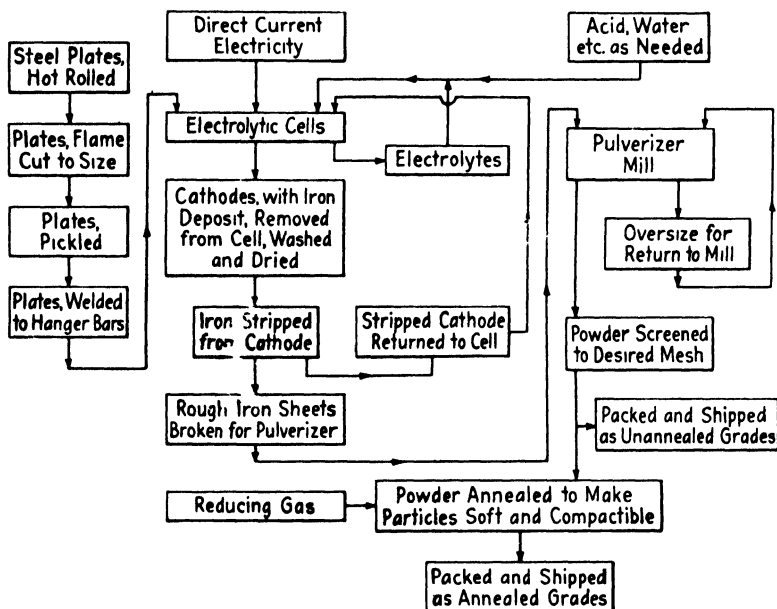 Steel Plates,
Hot Rolled
Plates, Flame
Cut to Size
Plates,
Pickled
Plates, Welded
to Hanger Bars
Direct Current
Electricity
Acid, Water
etc. as Needed
Electrolytic Cells
Electrolytes
Cathodes, with Iron
Deposit, Removed
from Cell, Washed
and Dried
Iron Stripped
from Cathode
Stripped Cathode
Returned to Cell
Rough Iron Sheets
Broken for Pulverizer
Pulverizer
Mill
Oversize for
Return to Mill
Powder Screened
to Desired Mesh
Packed and Shipped
as Unannealed Grades
Reducing Gas
Powder Annealed to Make
Particles Soft and Compactible
Packed and Shipped
as Annealed Grades